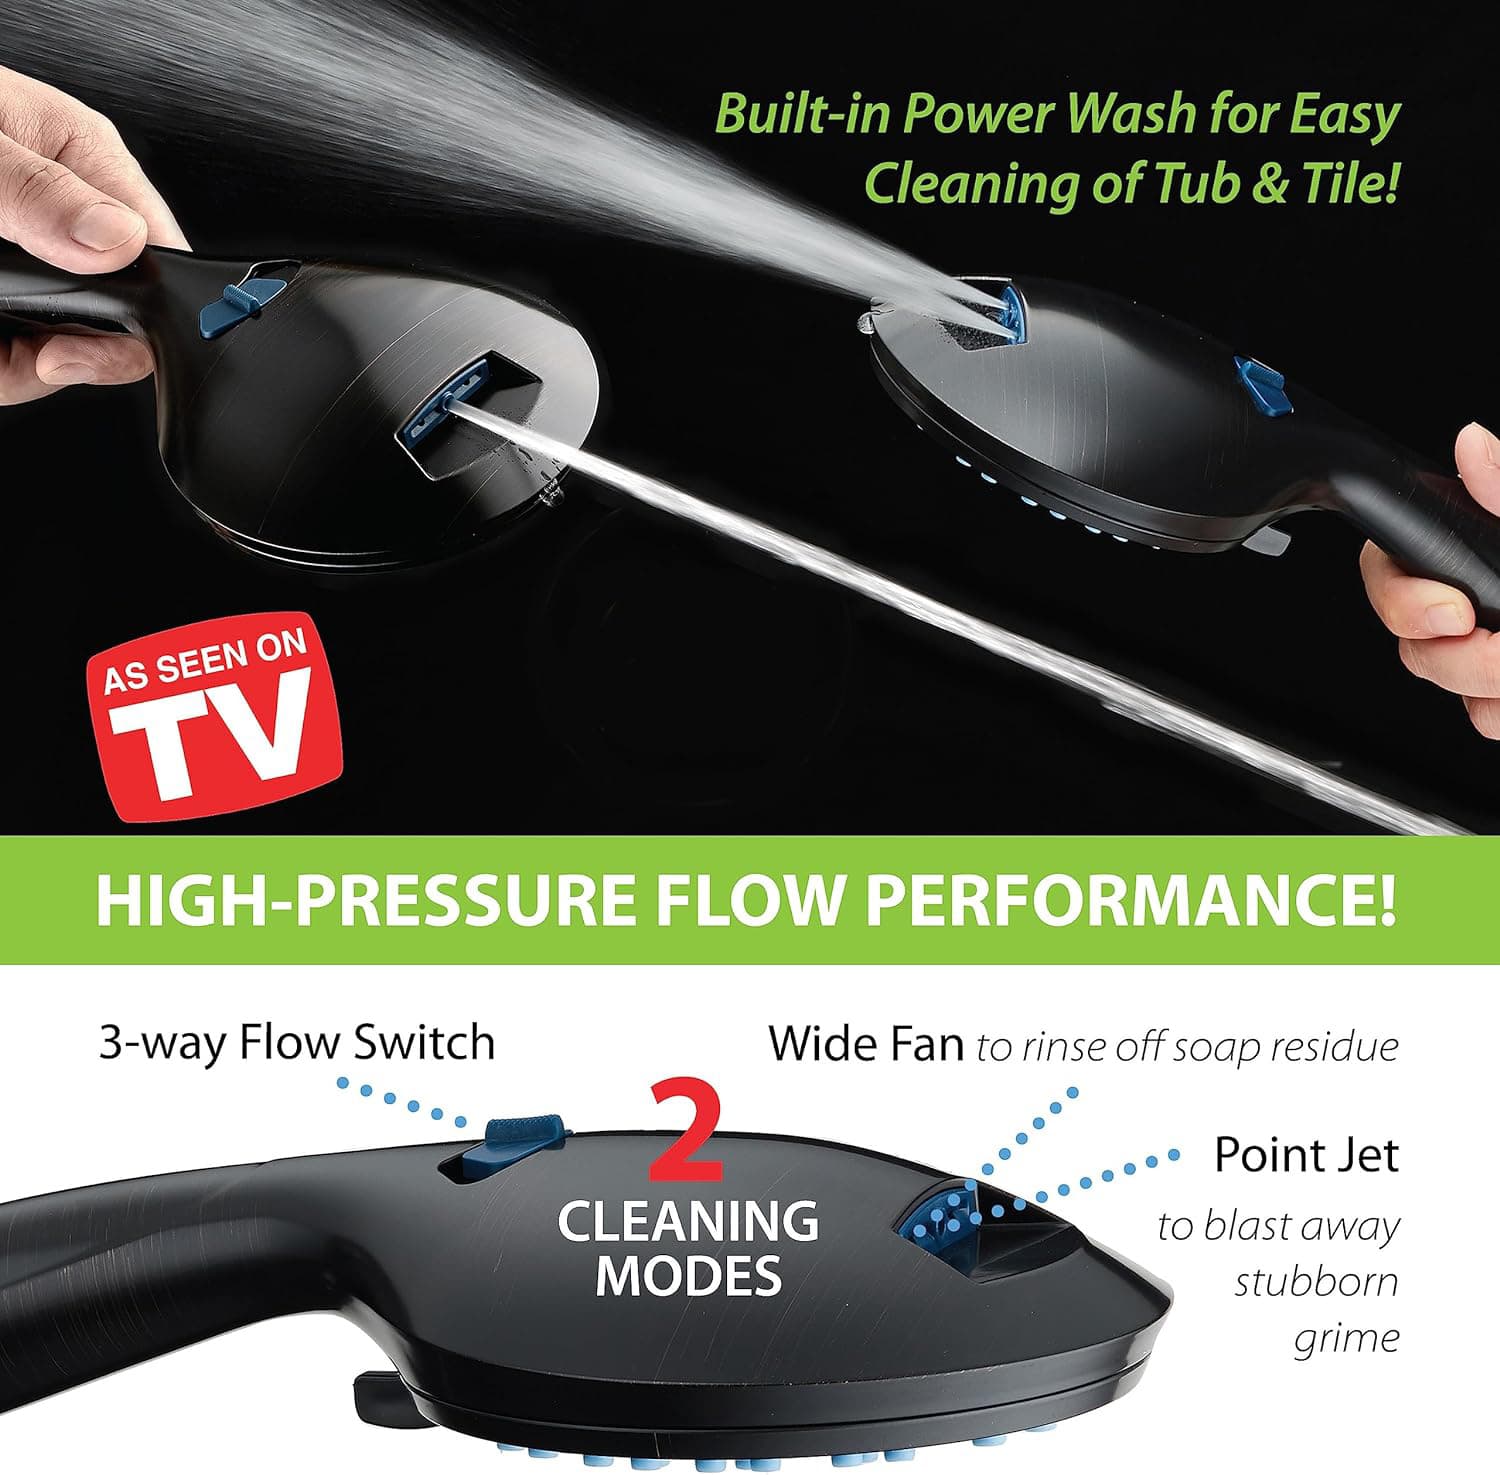 Built-in Power Wash for Easy
Cleaning of Tub & Tile!
AS SEEN ON
TV
HIGH-PRESSURE FLOW PERFORMANCE!
3-way Flow Switch
Wide Fan to rinse off soap residue
2
CLEANING
MODES
Point Jet
to blast away
stubborn
grime